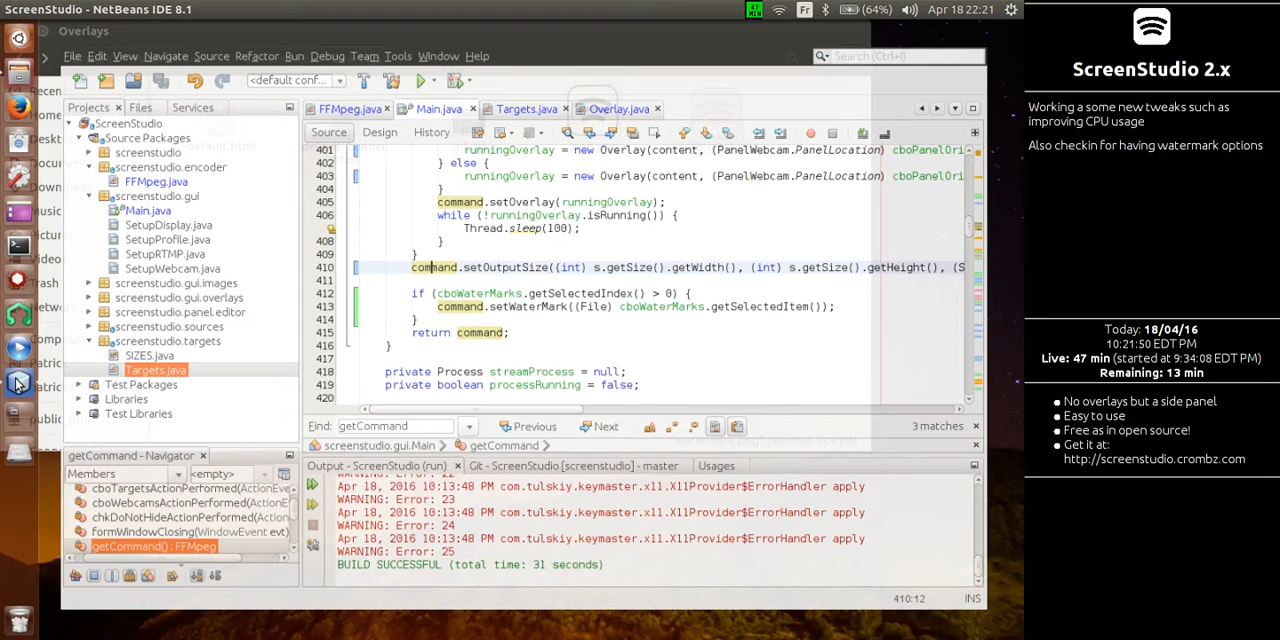 ScreenStudio - NetBeans IDE 8.1
47 MIN
Fr
(64%)
Apr 18 22:21
Overlays
File Edit View Navigate Source Refactor Run Debug Team Tools Window Help
Search (Ctrl+I)
<default conf...
Projects
Files
Services
ScreenStudio
Source Packages
screenstudio
screenstudio.encoder
FFMpeg.java
screenstudio.gui
Main.java
SetupDisplay.java
SetupProfile.java
SetupRTMP.java
SetupWebcam.java
screenstudio.gui.images
screenstudio.gui.overlays
screenstudio.panel.editor
screenstudio.sources
screenstudio.targets
SIZES.java
Targets.java
Test Packages
Libraries
Test Libraries
FFMpeg.java
Main.java
Targets.java
Overlay.java
Source
Design
History
401 runningOverlay = new Overlay(content, (PanelWebcam.PanelLocation) cboPanelOri
402 } else {
403 runningOverlay = new Overlay(content, (PanelWebcam.PanelLocation) cboPanelOri
404 }
405 command.setOverlay(runningOverlay);
406 while (!runningOverlay.isRunning()) {
Thread.sleep(100);
408 }
409 }
410 command.setOutputSize((int) s.getSize().getWidth(), (int) s.getSize().getHeight(), (S
411
412 if (cboWaterMarks.getSelectedIndex() > 0) {
413 command.setWaterMark((File) cboWaterMarks.getSelectedItem());
414 }
415 return command;
416 }
417
418 private Process streamProcess = null;
419 private boolean processRunning = false;
420
Find: getCommand
Previous
Next
3 matches
screenstudio.gui.Main
getCommand
getCommand - Navigator
Members
<empty>
cboTargetsActionPerformed(ActionEv
cboWebcamsActionPerformed(ActionE
chkDoNotHideActionPerformed(Action
formWindowClosing(WindowEvent evt)
getCommand() : FFMpeg
Output - ScreenStudio (run)
Git - ScreenStudio [screenstudio] - master
Usages
WARNING: Error: 22
Apr 18, 2016 10:13:48 PM com.tulskiy.keymaster.x11.X11Provider$ErrorHandler apply
WARNING: Error: 23
Apr 18, 2016 10:13:48 PM com.tulskiy.keymaster.x11.X11Provider$ErrorHandler apply
WARNING: Error: 24
Apr 18, 2016 10:13:48 PM com.tulskiy.keymaster.x11.X11Provider$ErrorHandler apply
WARNING: Error: 25
BUILD SUCCESSFUL (total time: 31 seconds)
410:12
INS
ScreenStudio 2.x
Working a some new tweaks such as
improving CPU usage
Also checkin for having watermark options
Today: 18/04/16
10:21:50 EDT PM
Live: 47 min (started at 9:34:08 EDT PM)
Remaining: 13 min
No overlays but a side panel
Easy to use
Free as in open source!
Get it at:
http://screenstudio.crombz.com